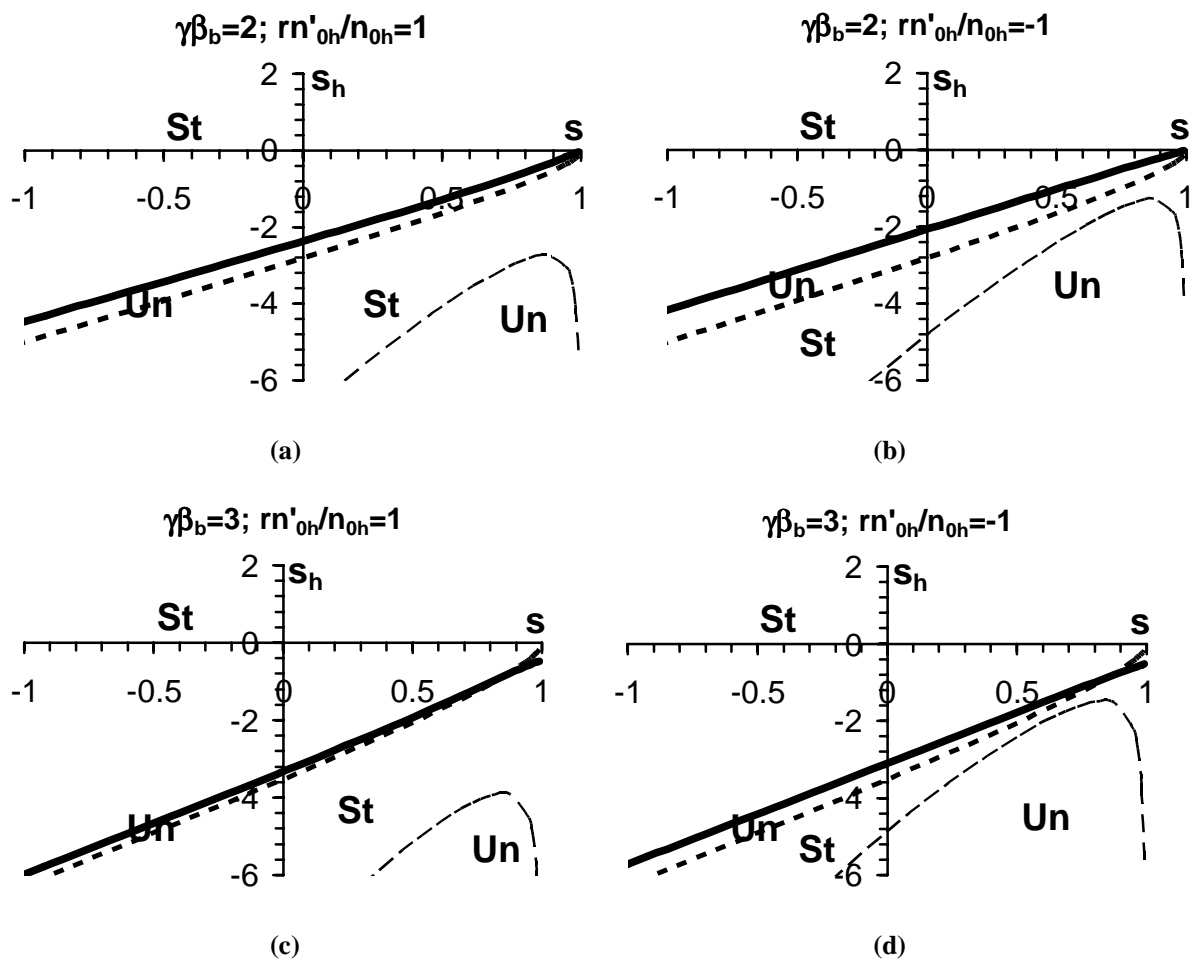 γβb=2; rn'0h/n0h=1
2
sh
St
s
0
-1
-0.5
0
0.5
1
-2
Un
-4
St
Un
-6
(a)
γβb=2; rn'0h/n0h=-1
2
sh
St
s
0
-1
-0.5
0
0.5
1
-2
Un
Un
-4
St
-6
(b)
γβb=3; rn'0h/n0h=1
2
sh
St
s
0
-1
-0.5
0
0.5
1
-2
-4
St
Un
Un
-6
(c)
γβb=3; rn'0h/n0h=-1
2
sh
St
s
0
-1
-0.5
0
0.5
1
-2
-4
Un
Un
St
-6
(d)